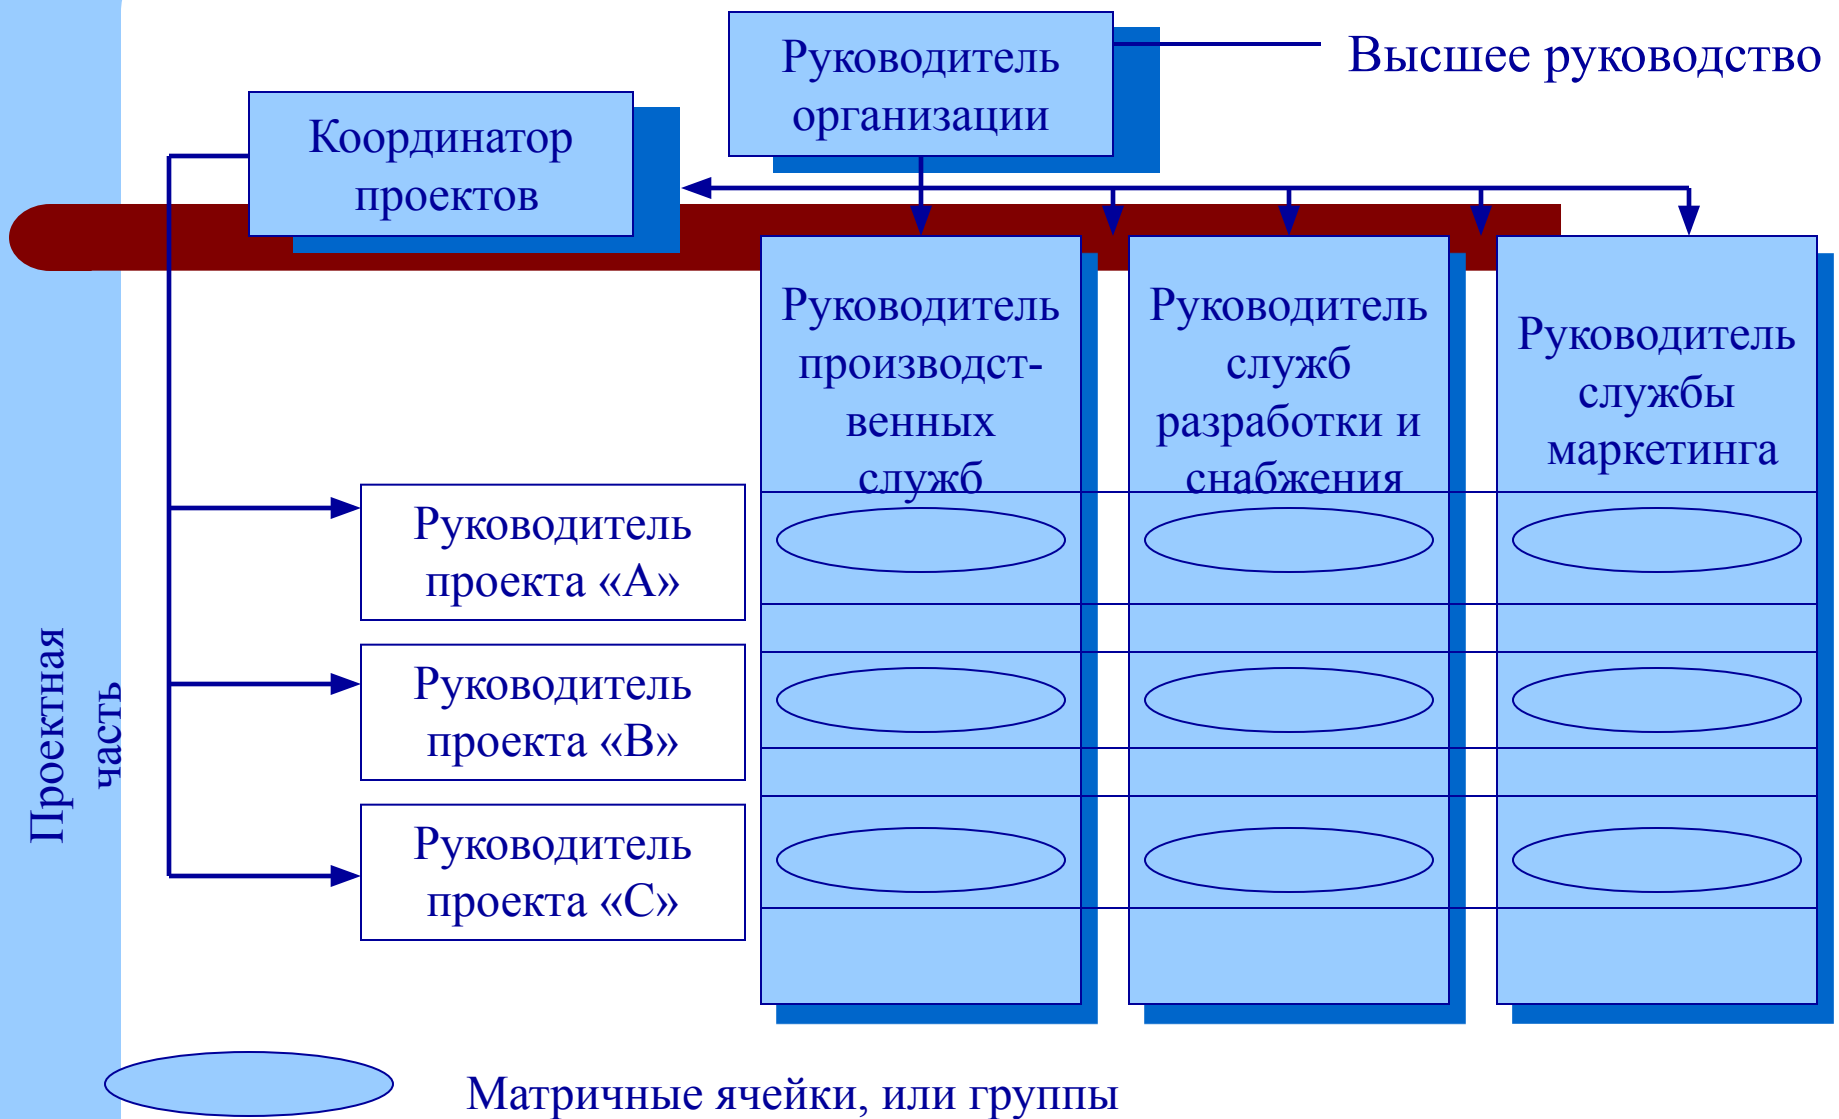 Руководитель
организации
Высшее руководство
Координатор
проектов
Руководитель
производст-
венных
служб
Руководитель
служб
разработки и
снабжения
Руководитель
службы
маркетинга
Руководитель
проекта «А»
Руководитель
проекта «В»
Руководитель
проекта «С»
Проектная
часть
Матричные ячейки, или группы